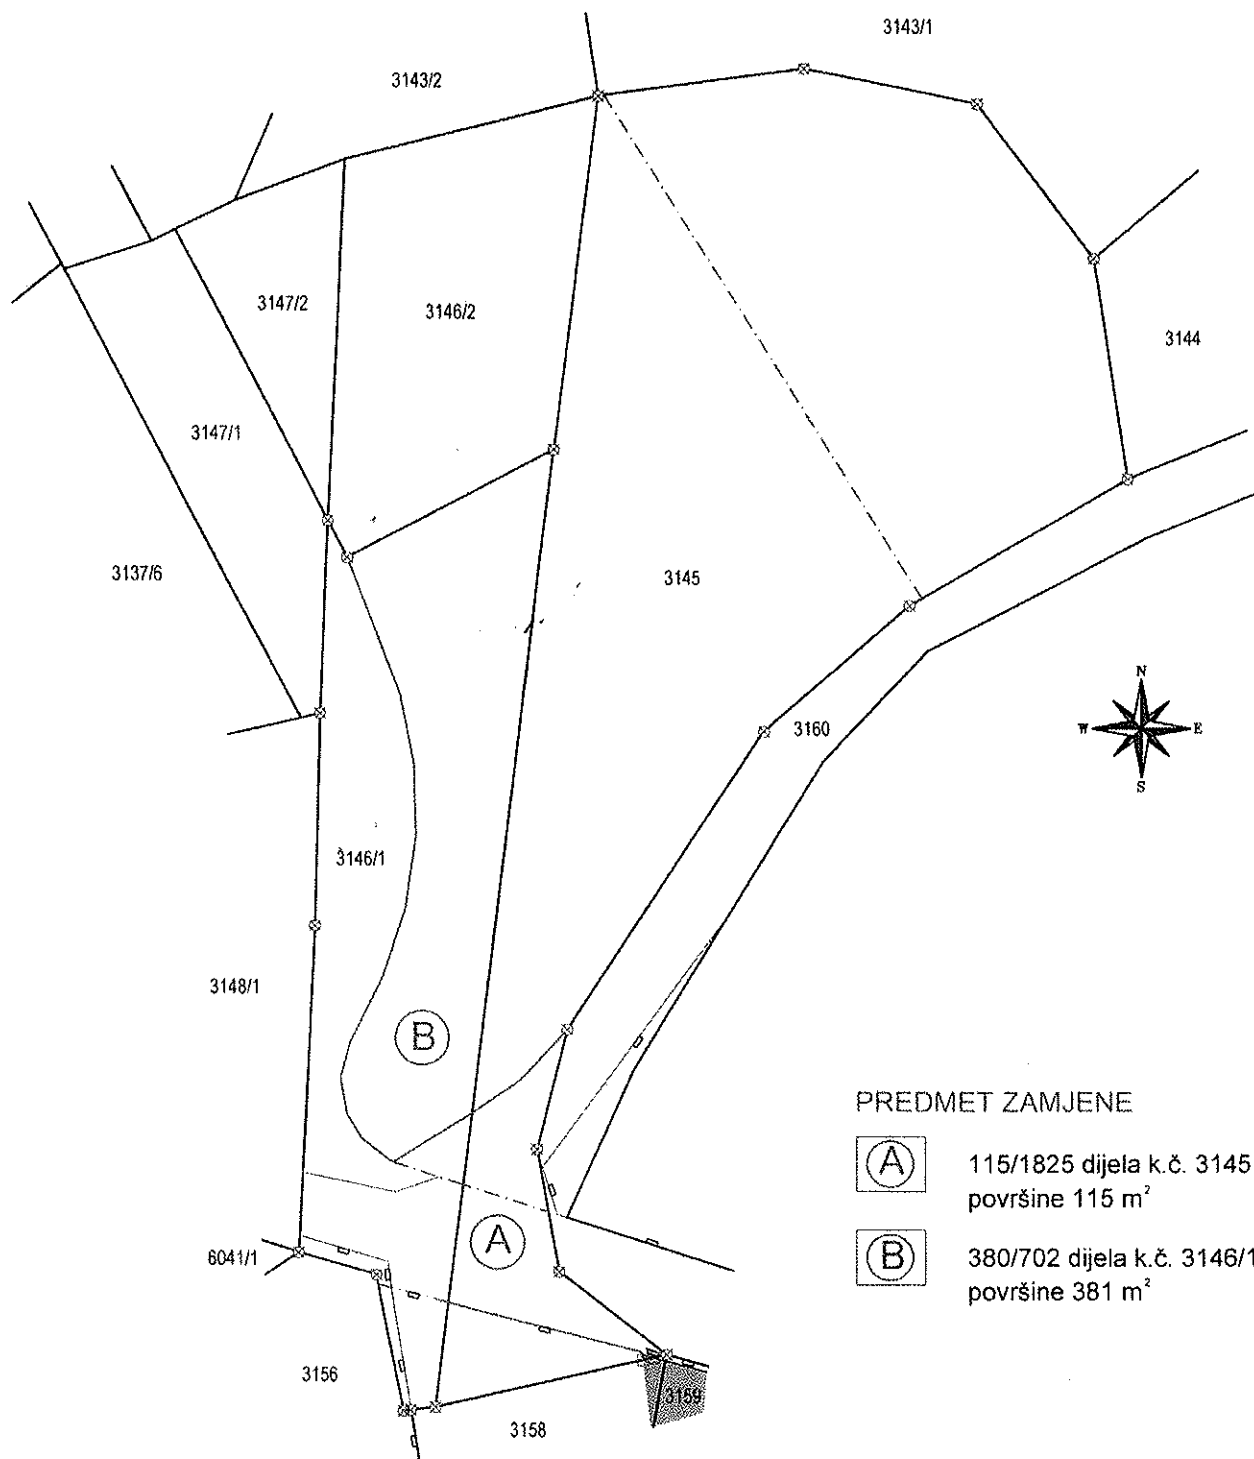 3143/1
3143/2
3147/2
3146/2
3144
3147/1
3137/6
3145
N
W
E
S
3160
3146/1
3148/1
B
PREDMET ZAMJENE
A
115/1825 dijela k.č. 3145
površine 115 m²
A
6041/1
B
380/702 dijela k.č. 3146/1
površine 381 m²
3156
3159
3158